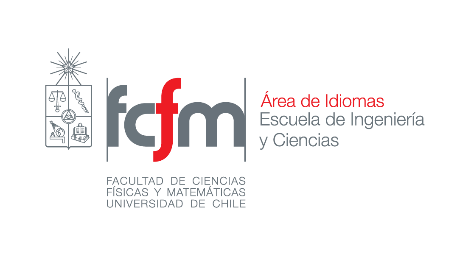 fcfm
FACULTAD DE CIENCIAS
FÍSICAS Y MATEMÁTICAS
UNIVERSIDAD DE CHILE
Área de Idiomas
Escuela de Ingeniería
y Ciencias